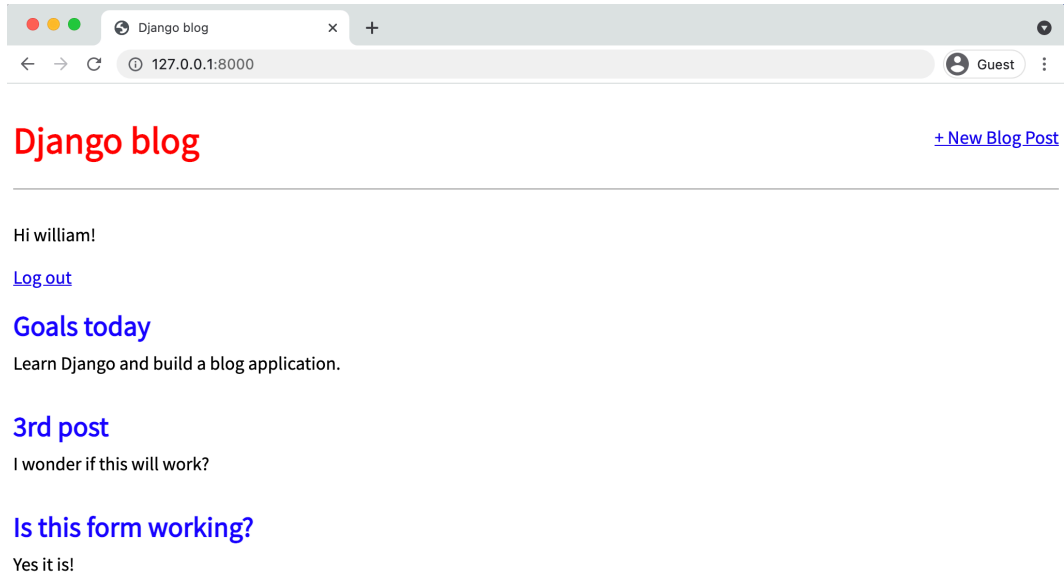 Django blog
127.0.0.1:8000
Guest
Django blog
+ New Blog Post
Hi william!
Log out
Goals today
Learn Django and build a blog application.
3rd post
I wonder if this will work?
Is this form working?
Yes it is!